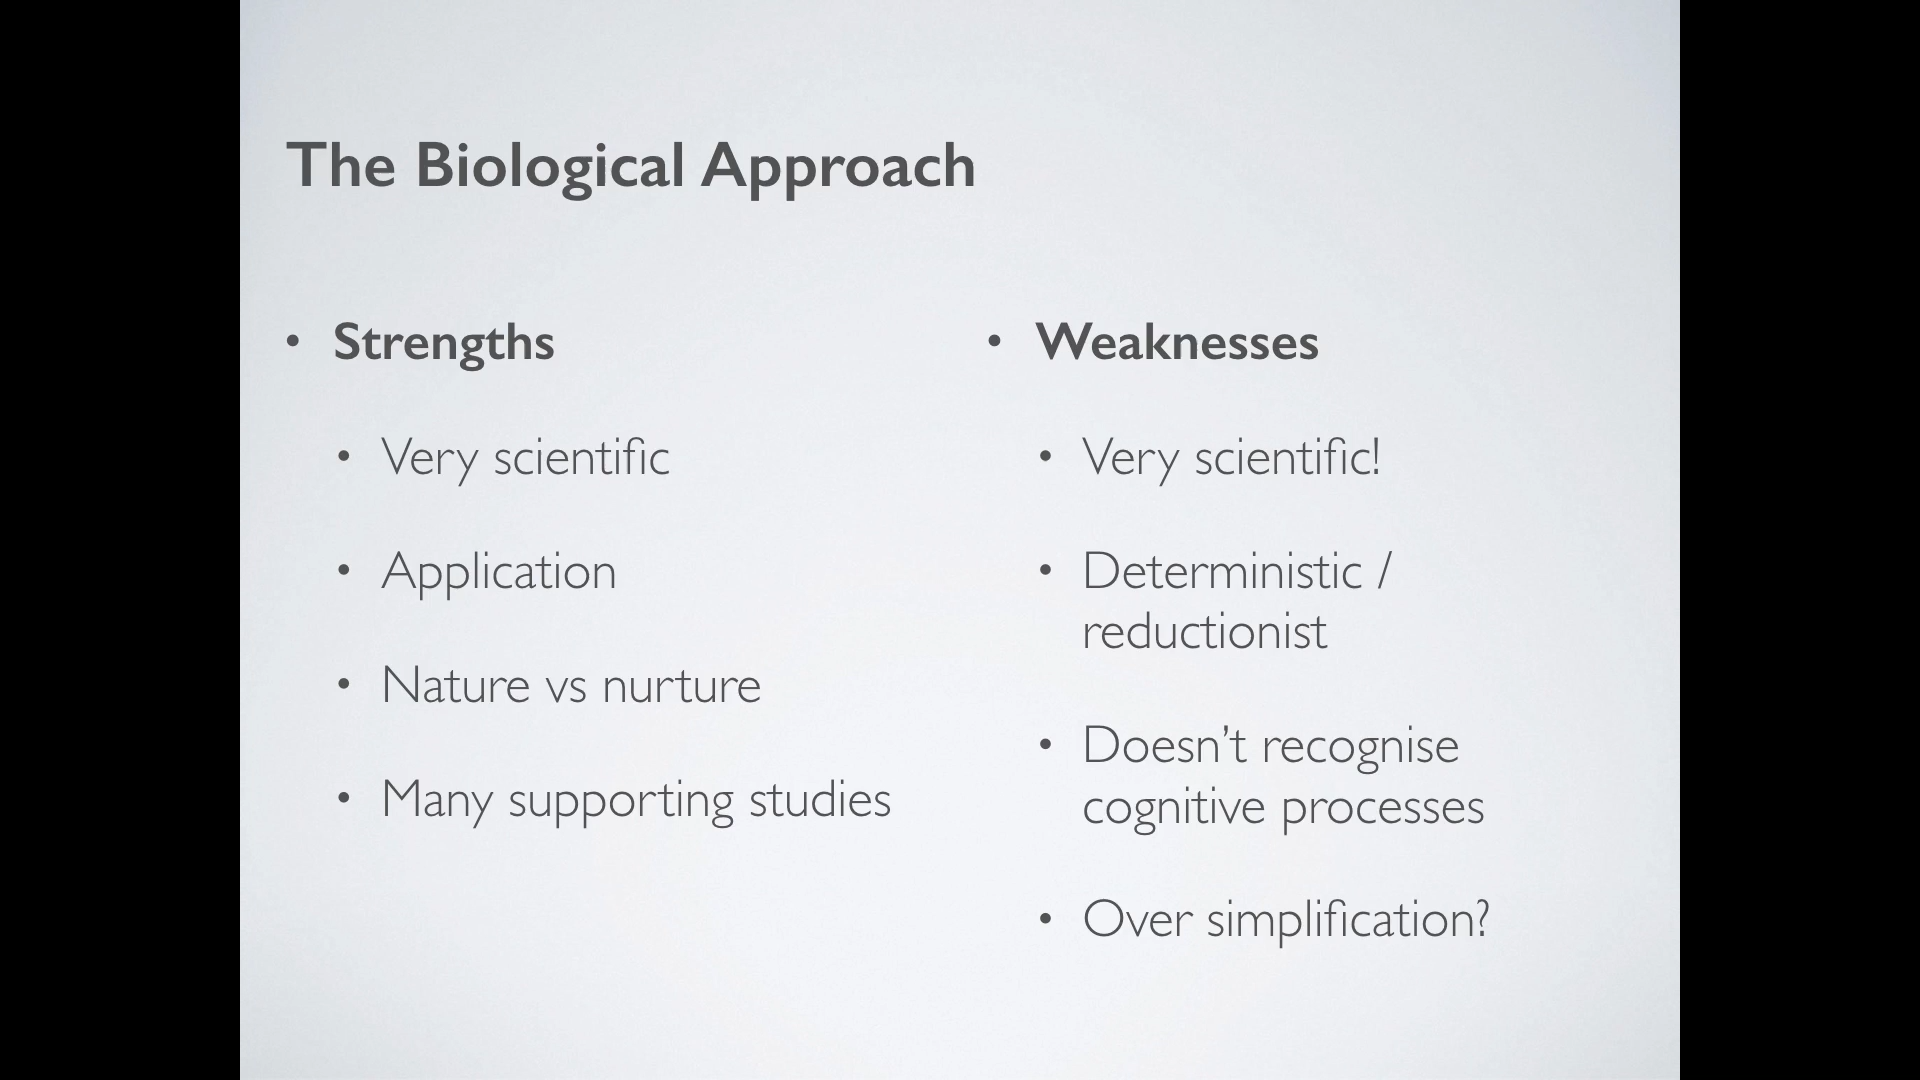 The Biological Approach
• Strengths
• Very scientific
• Application
• Nature vs nurture
• Many supporting studies
• Weaknesses
• Very scientific!
• Deterministic /
reductionist
• Doesn’t recognise
cognitive processes
• Over simplification?